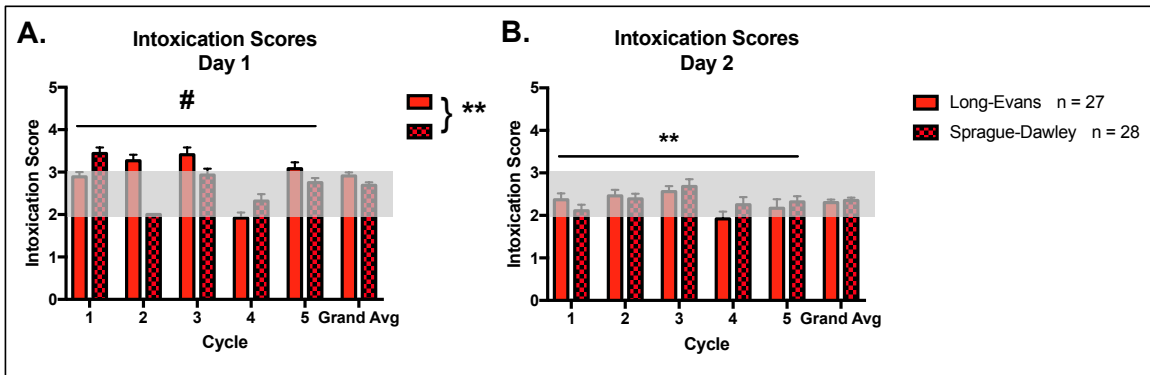 A.
Intoxication Scores
Day 1
Intoxication Score
5
4
3
2
1
0
#
**
}
1 2 3 4 5 Grand Avg
Cycle
B.
Intoxication Scores
Day 2
Intoxication Score
5
4
3
2
1
0
**
1 2 3 4 5 Grand Avg
Cycle
Long-Evans n = 27
Sprague-Dawley n = 28